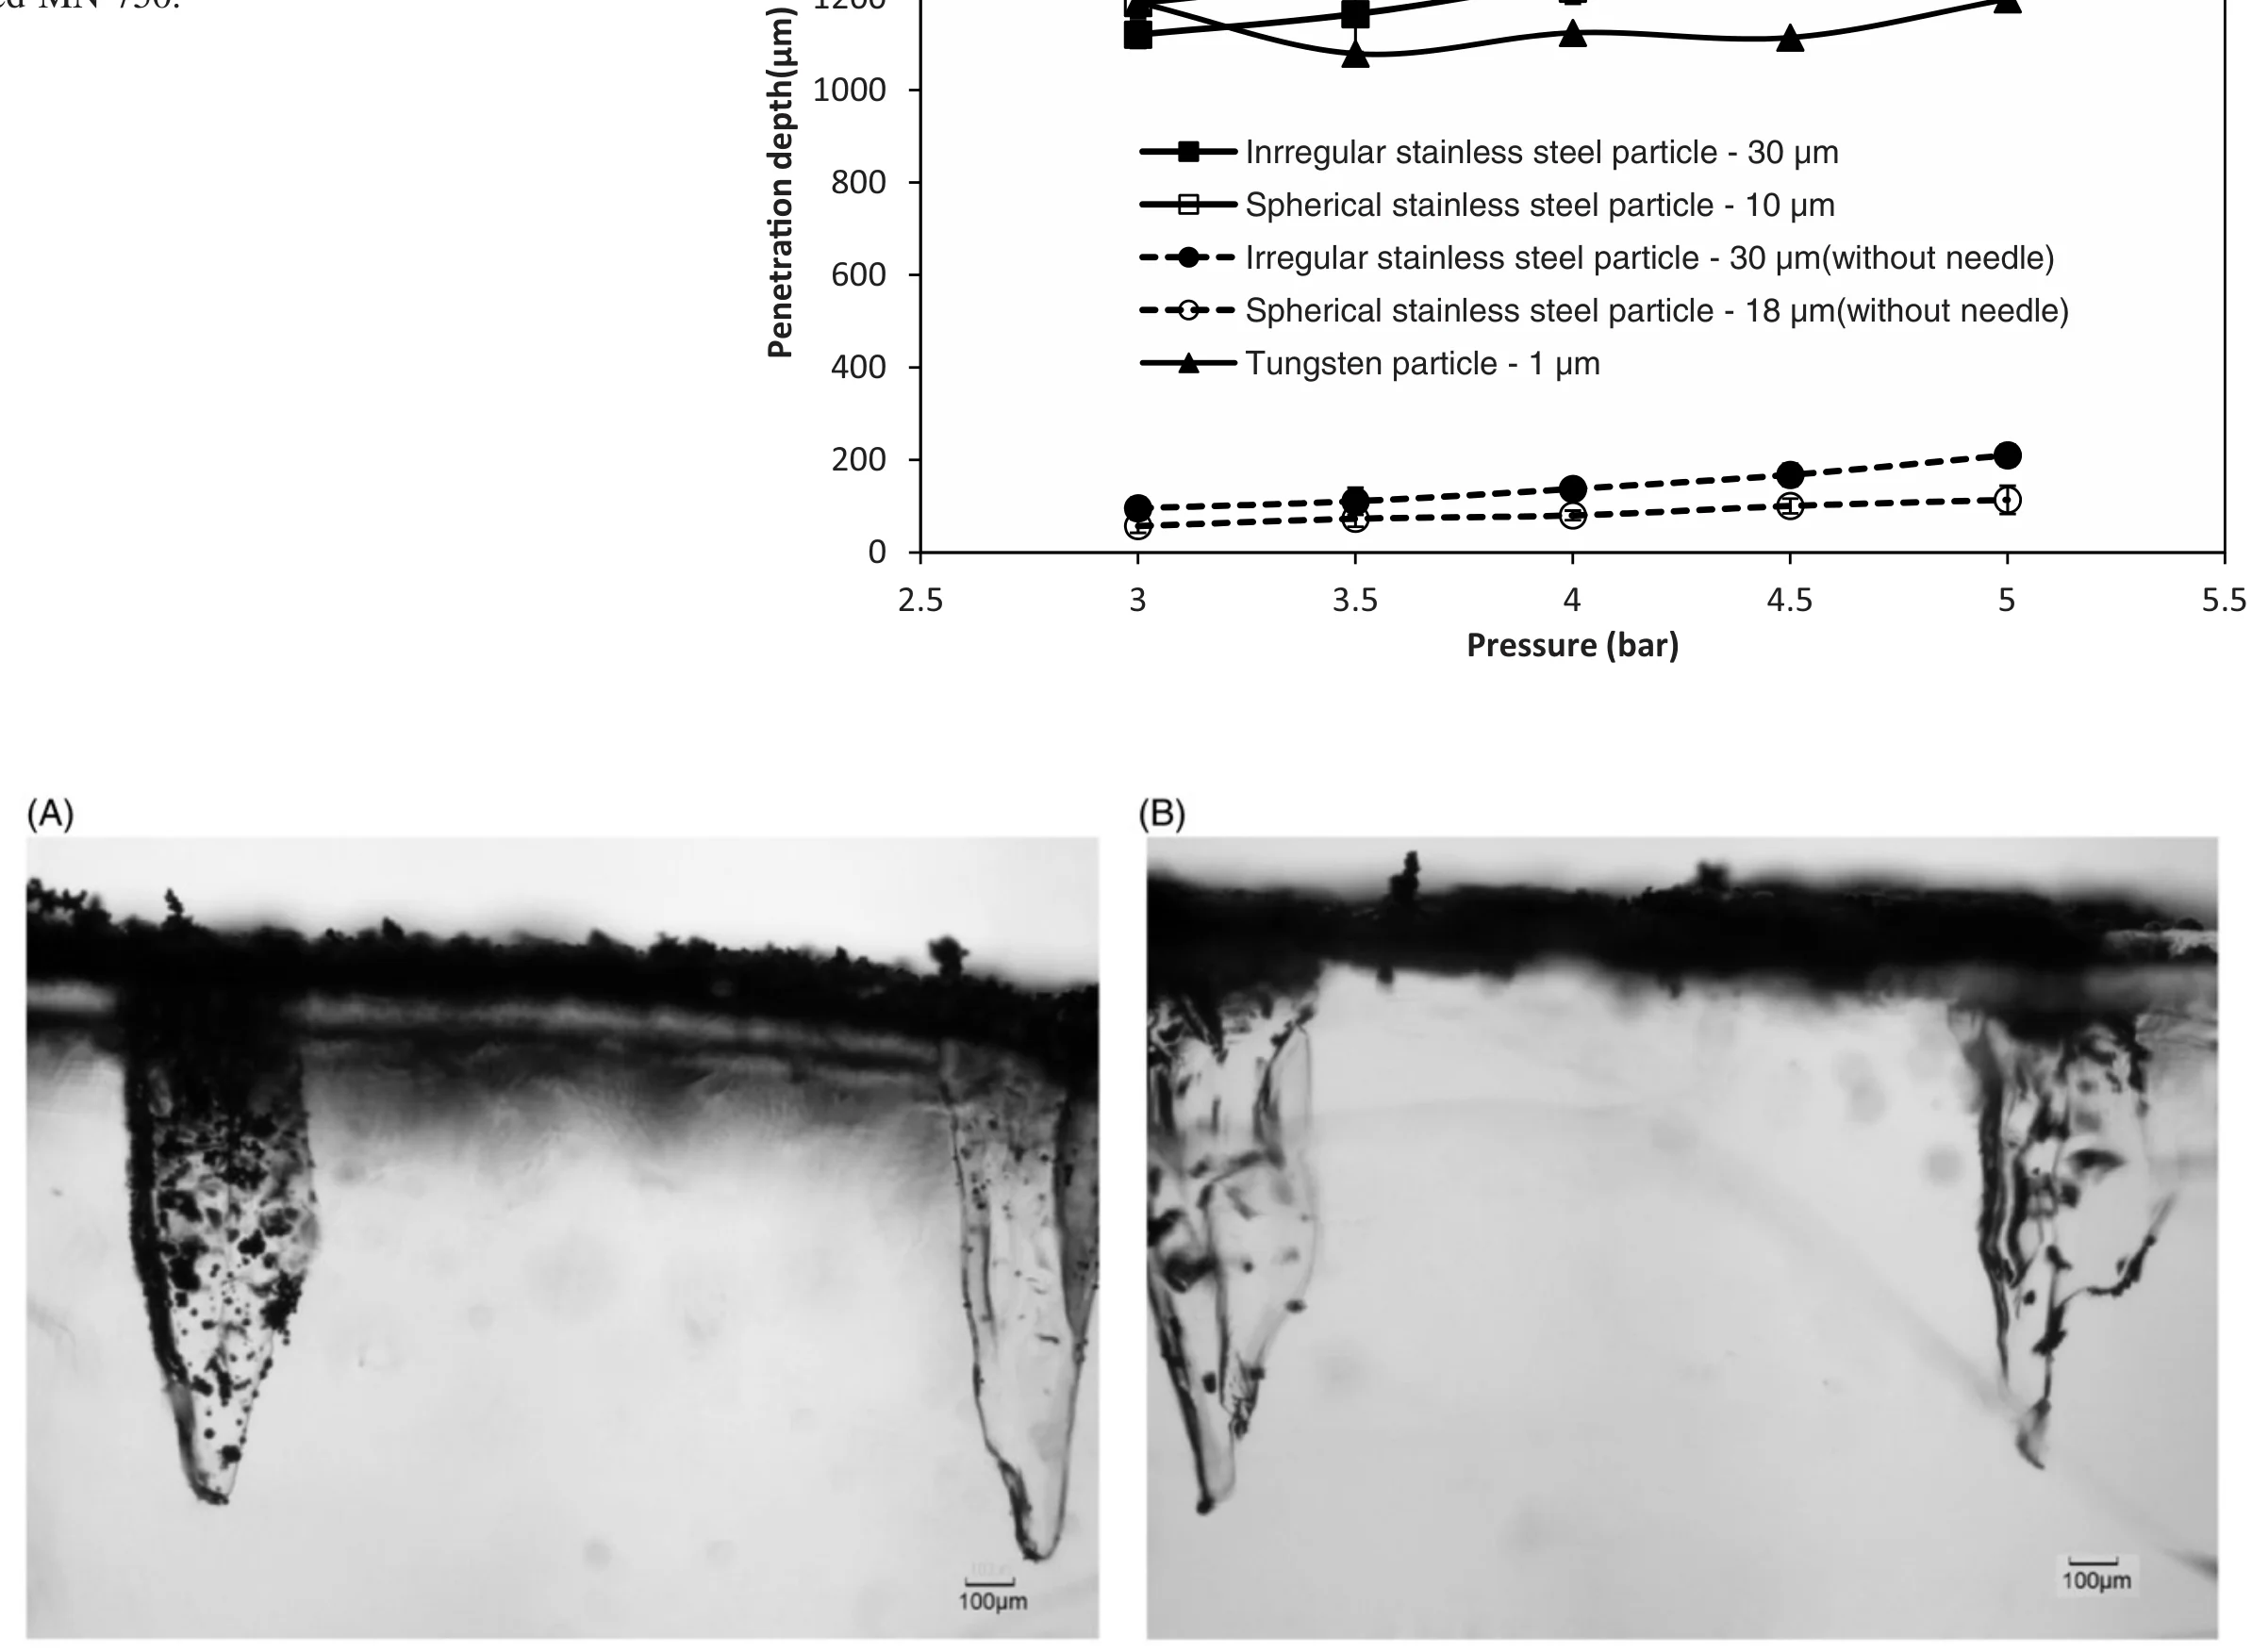 Penetration depth(µm)
1000
800
600
400
200
0
Inrregular stainless steel particle - 30 µm
Spherical stainless steel particle - 10 µm
Irregular stainless steel particle - 30 µm(without needle)
Spherical stainless steel particle - 18 µm(without needle)
Tungsten particle - 1 µm
2.5 3 3.5 4 4.5 5 5.5
Pressure (bar)
(A) (B)
100µm
100µm